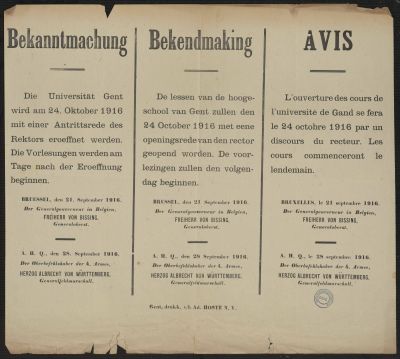 Bekanntmachung
Die Universität Gent
wird am 24. Oktober 1916
mit einer Antrittsrede des
Rektors eroeffnet werden.
Die Vorlesungen werden am
Tage nach der Eroeffnung
beginnen.
BRUESSEL, den 21. September 1916.
Der Generalgouverneur in Belgien,
FREIHERR VON BISSING,
Generaloberst.
A. H. Q., den 28. September 1916.
Der Oberbefehlshaber der 4. Armee,
HERZOG ALBRECHT VON WÜRTTEMBERG,
Generalfeldmarschall.
Bekendmaking
De lessen van de hooge-
school van Gent zullen den
24 October 1916 met eene
openingsrede van den rector
geopend worden. De voor-
lezingen zullen den volgen-
dag beginnen.
BRUSSEL, den 21 September 1916.
Der Generalgouverneur in Belgien,
FREIHERR VON BISSING,
Generaloberst.
A. H. Q., den 28 September 1916.
Der Oberbefehlshaber der 4. Armee,
HERZOG ALBRECHT VON WÜRTTEMBERG,
Generalfeldmarschall.
Gent, drukk. v/h Ad. HOSTE N. V.
AVIS
L'ouverture des cours de
l'universite de Gand se fera
le 24 octobre 1916 par un
discours du recteur. Les
cours commenceront le
lendemain.
BRUXELLES, le 21 septembre 1916.
Der Generalgouverneur in Belgien,
FREIHERR VON BISSING,
Generaloberst.
A. H. Q., le 28 septembre 1916.
Der Oberbefehlshaber der 4. Armee,
HERZOG ALBRECHT VON WÜRTTEMBERG,
Generalfeldmarschall.